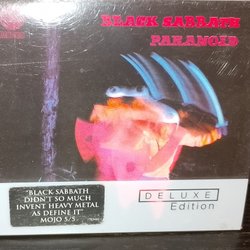 BLACK SABBATH
PARANOID
"BLACK SABBATH
DIDN'T SO MUCH
INVENT HEAVY METAL
AS DEFINE IT"
MOJO 5/5
DELUXE
Edition